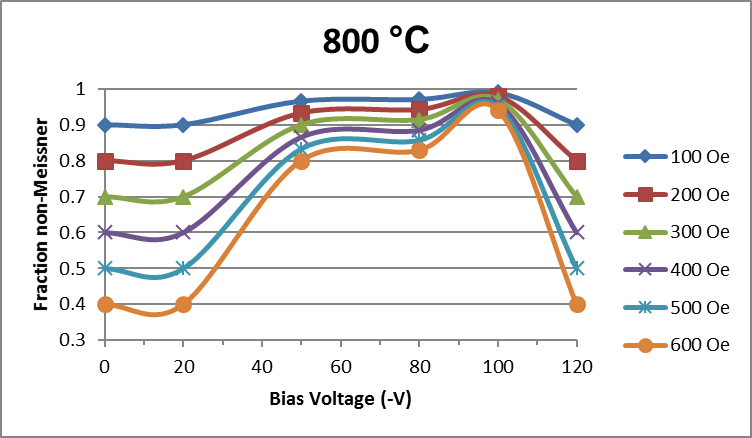 800 °C
Fraction non-Meissner
1
0.9
0.8
0.7
0.6
0.5
0.4
0.3
0 20 40 60 80 100 120
Bias Voltage (-V)
100 Oe
200 Oe
300 Oe
400 Oe
500 Oe
600 Oe